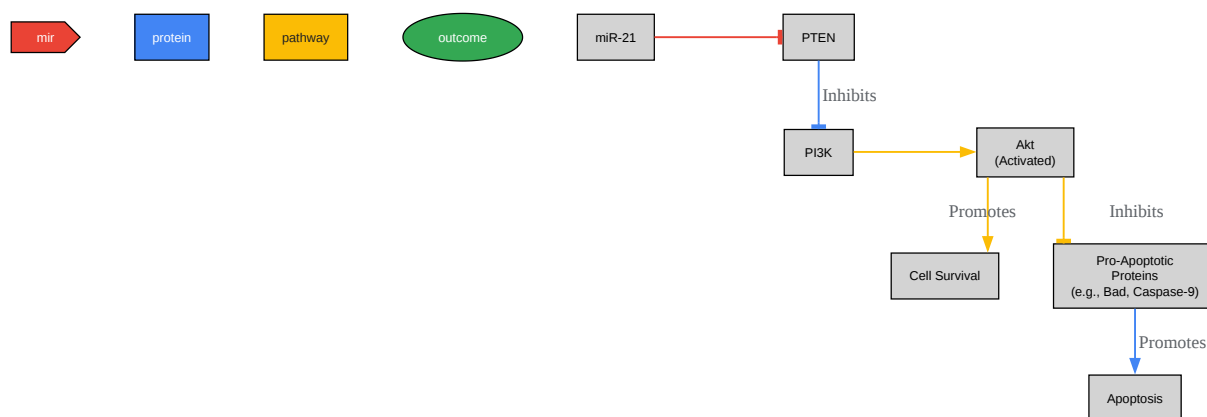 mir
protein
pathway
outcome
miR-21
PTEN
Inhibits
PI3K
Akt
(Activated)
Promotes
Inhibits
Cell Survival
Pro-Apoptotic
Proteins
(e.g., Bad, Caspase-9)
Promotes
Apoptosis